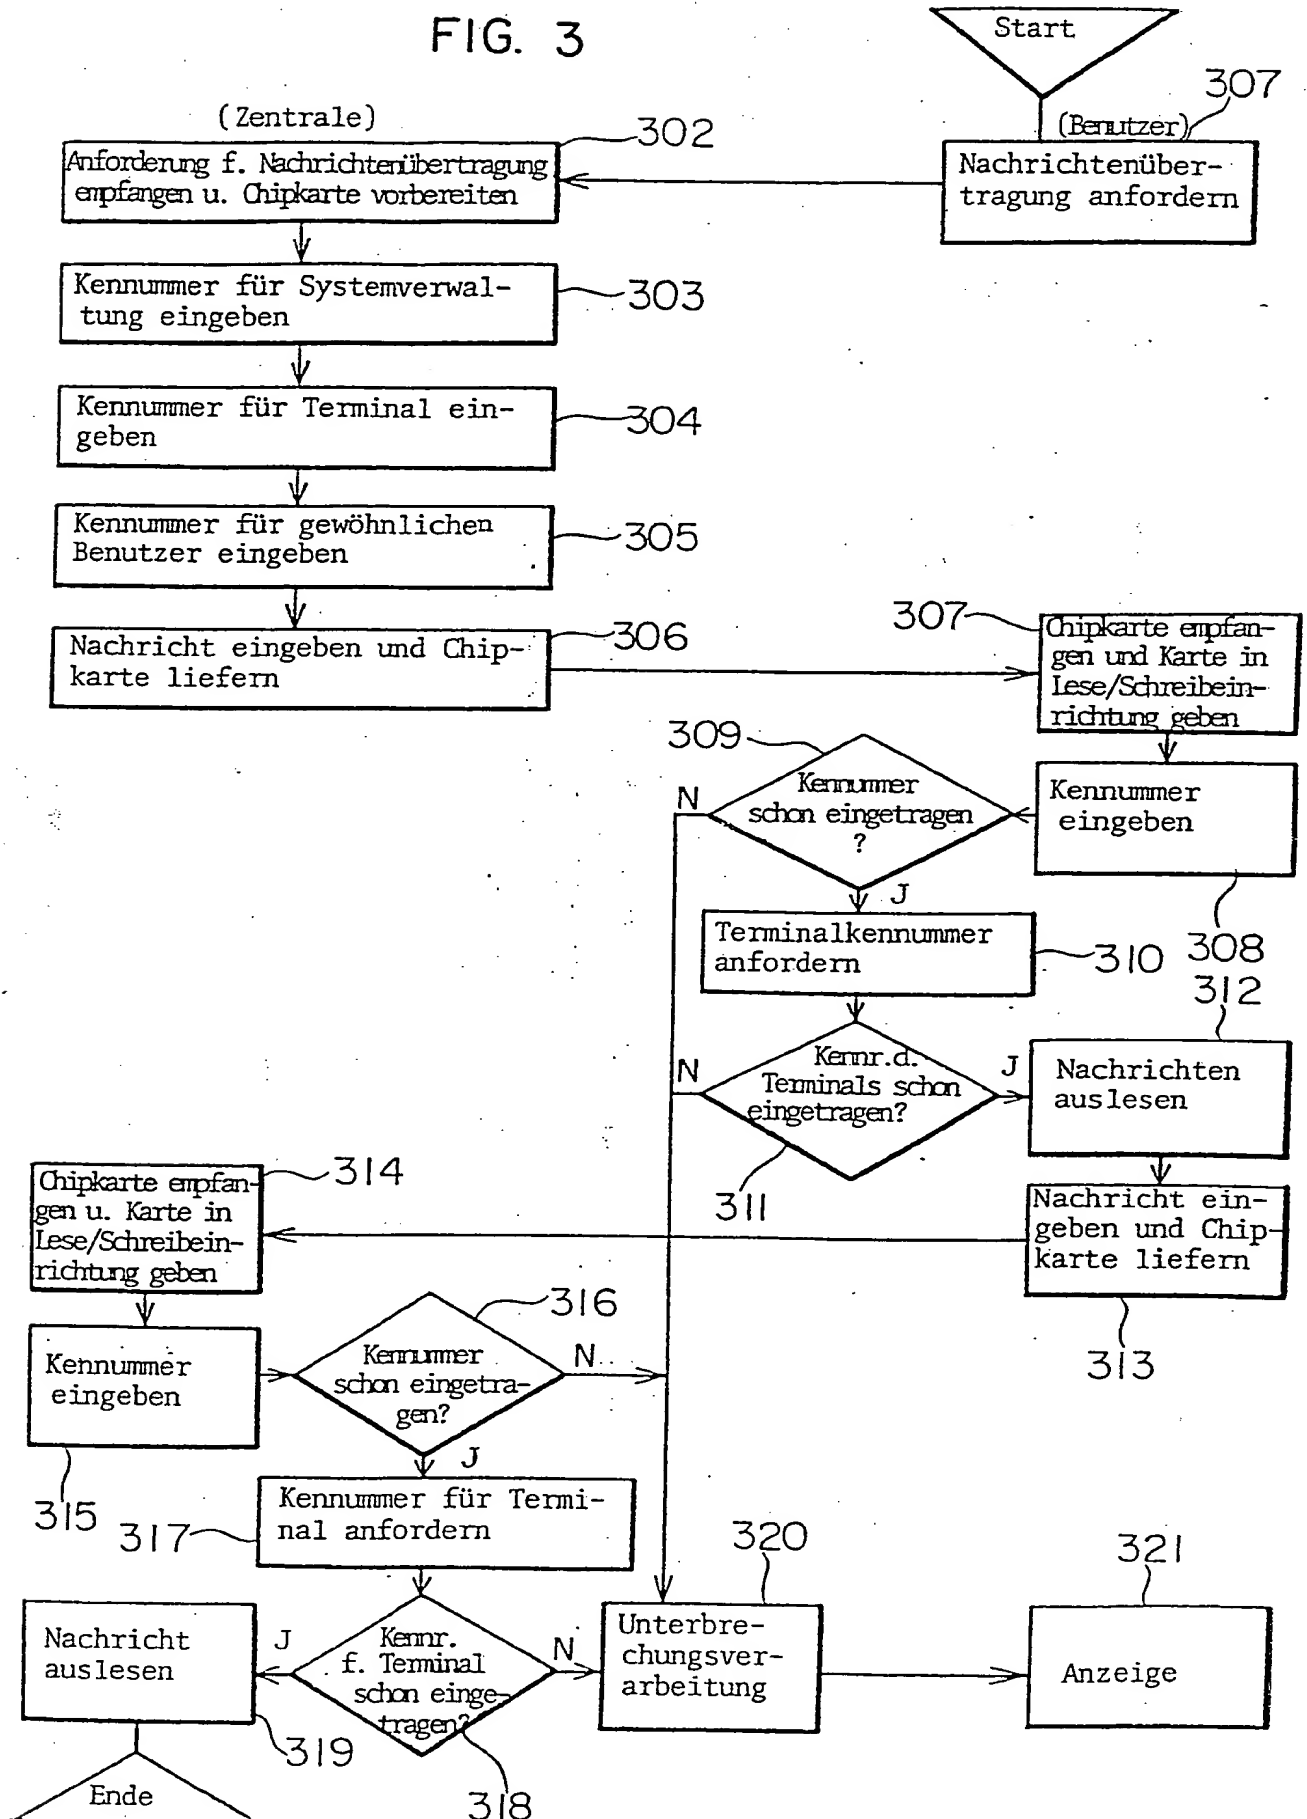 FIG. 3
Start
307
(Benutzer)
Nachrichtenüber-
tragung anfordern
(Zentrale)
302
Anforderung f. Nachrichtenübertragung
empfangen u. Chipkarte vorbereiten
Kennummer für Systemverwal-
tung eingeben
303
Kennummer für Terminal ein-
geben
304
Kennummer für gewöhnlichen
Benutzer eingeben
305
Nachricht eingeben und Chip-
karte liefern
306
307
Chipkarte empfan-
gen und Karte in
Lese/Schreibein-
richtung geben
Kennummer
eingeben
308
309
Kennummer
schon eingetragen
?
N
J
Terminalkennummer
anfordern
310
Kennr.d.
Terminals schon
eingetragen?
N
J
311
312
Nachrichten
auslesen
Nachricht ein-
geben und Chip-
karte liefern
313
314
Chipkarte empfan-
gen u. Karte in
Lese/Schreibein-
richtung geben
Kennummer
eingeben
315
316
Kennummer
schon eingetra-
gen?
N
J
Kennummer für Termi-
nal anfordern
317
Kennr.
f. Terminal
schon einge-
tragen?
J
N
318
Nachricht
auslesen
319
Ende
320
Unterbre-
chungsver-
arbeitung
321
Anzeige